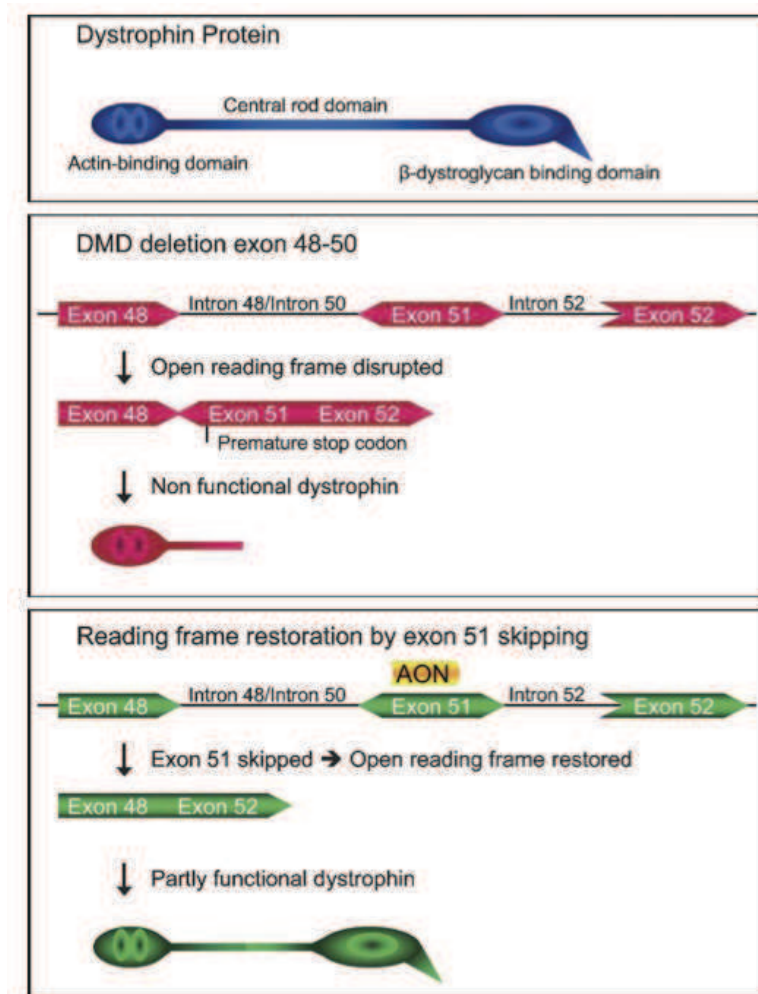 Dystrophin Protein
Central rod domain
Actin-binding domain
β-dystroglycan binding domain
DMD deletion exon 48-50
Exon 48 Intron 48/Intron 50 Exon 51 Intron 52 Exon 52
Open reading frame disrupted
Exon 48 Exon 51 Exon 52
Premature stop codon
Non functional dystrophin
Reading frame restoration by exon 51 skipping
AON
Exon 48 Intron 48/Intron 50 Exon 51 Intron 52 Exon 52
Exon 51 skipped ➔ Open reading frame restored
Exon 48 Exon 52
Partly functional dystrophin